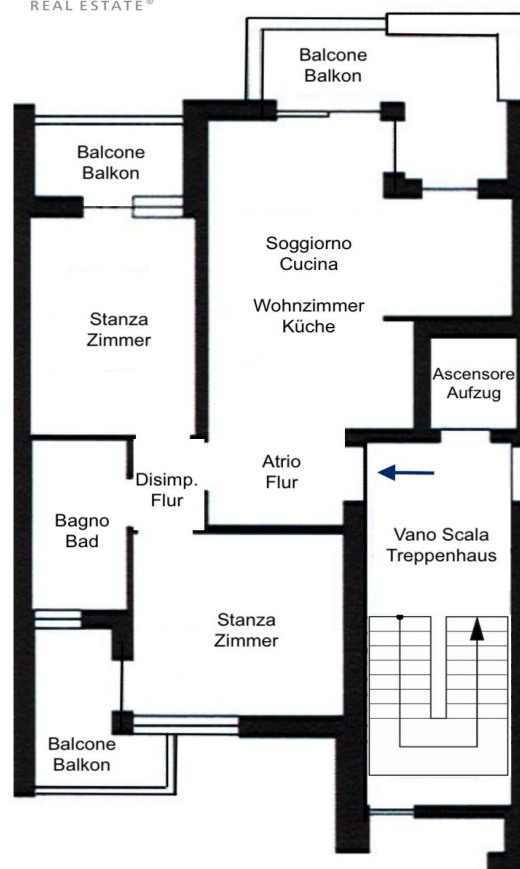 REAL ESTATE®
Balcone
Balkon
Balcone
Balkon
Soggiorno
Cucina
Wohnzimmer
Küche
Stanza
Zimmer
Ascensore
Aufzug
Disimp.
Flur
Atrio
Flur
Bagno
Bad
Vano Scala
Treppenhaus
Stanza
Zimmer
Balcone
Balkon